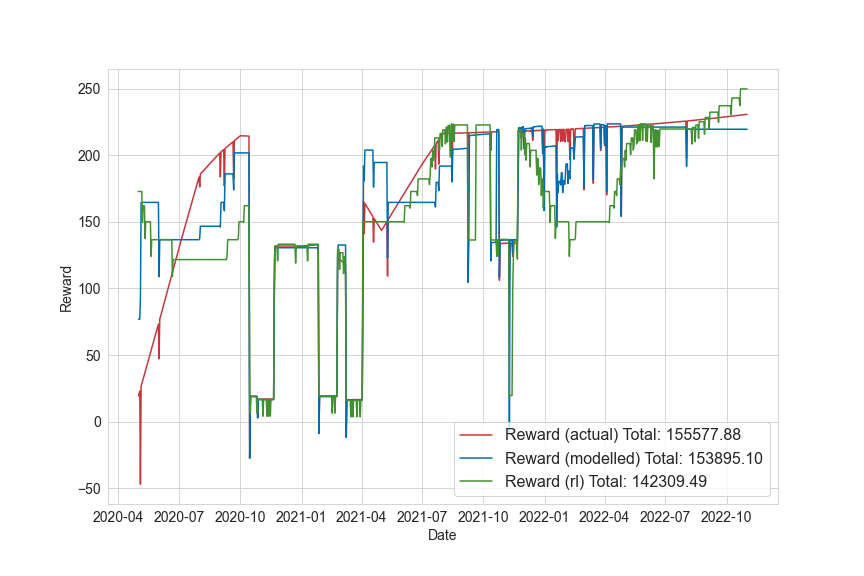 250
200
150
100
50
0
−50
Reward
2020-04 2020-07 2020-10 2021-01 2021-04 2021-07 2021-10 2022-01 2022-04 2022-07 2022-10
Date
Reward (actual) Total: 155577.88
Reward (modelled) Total: 153895.10
Reward (rl) Total: 142309.49